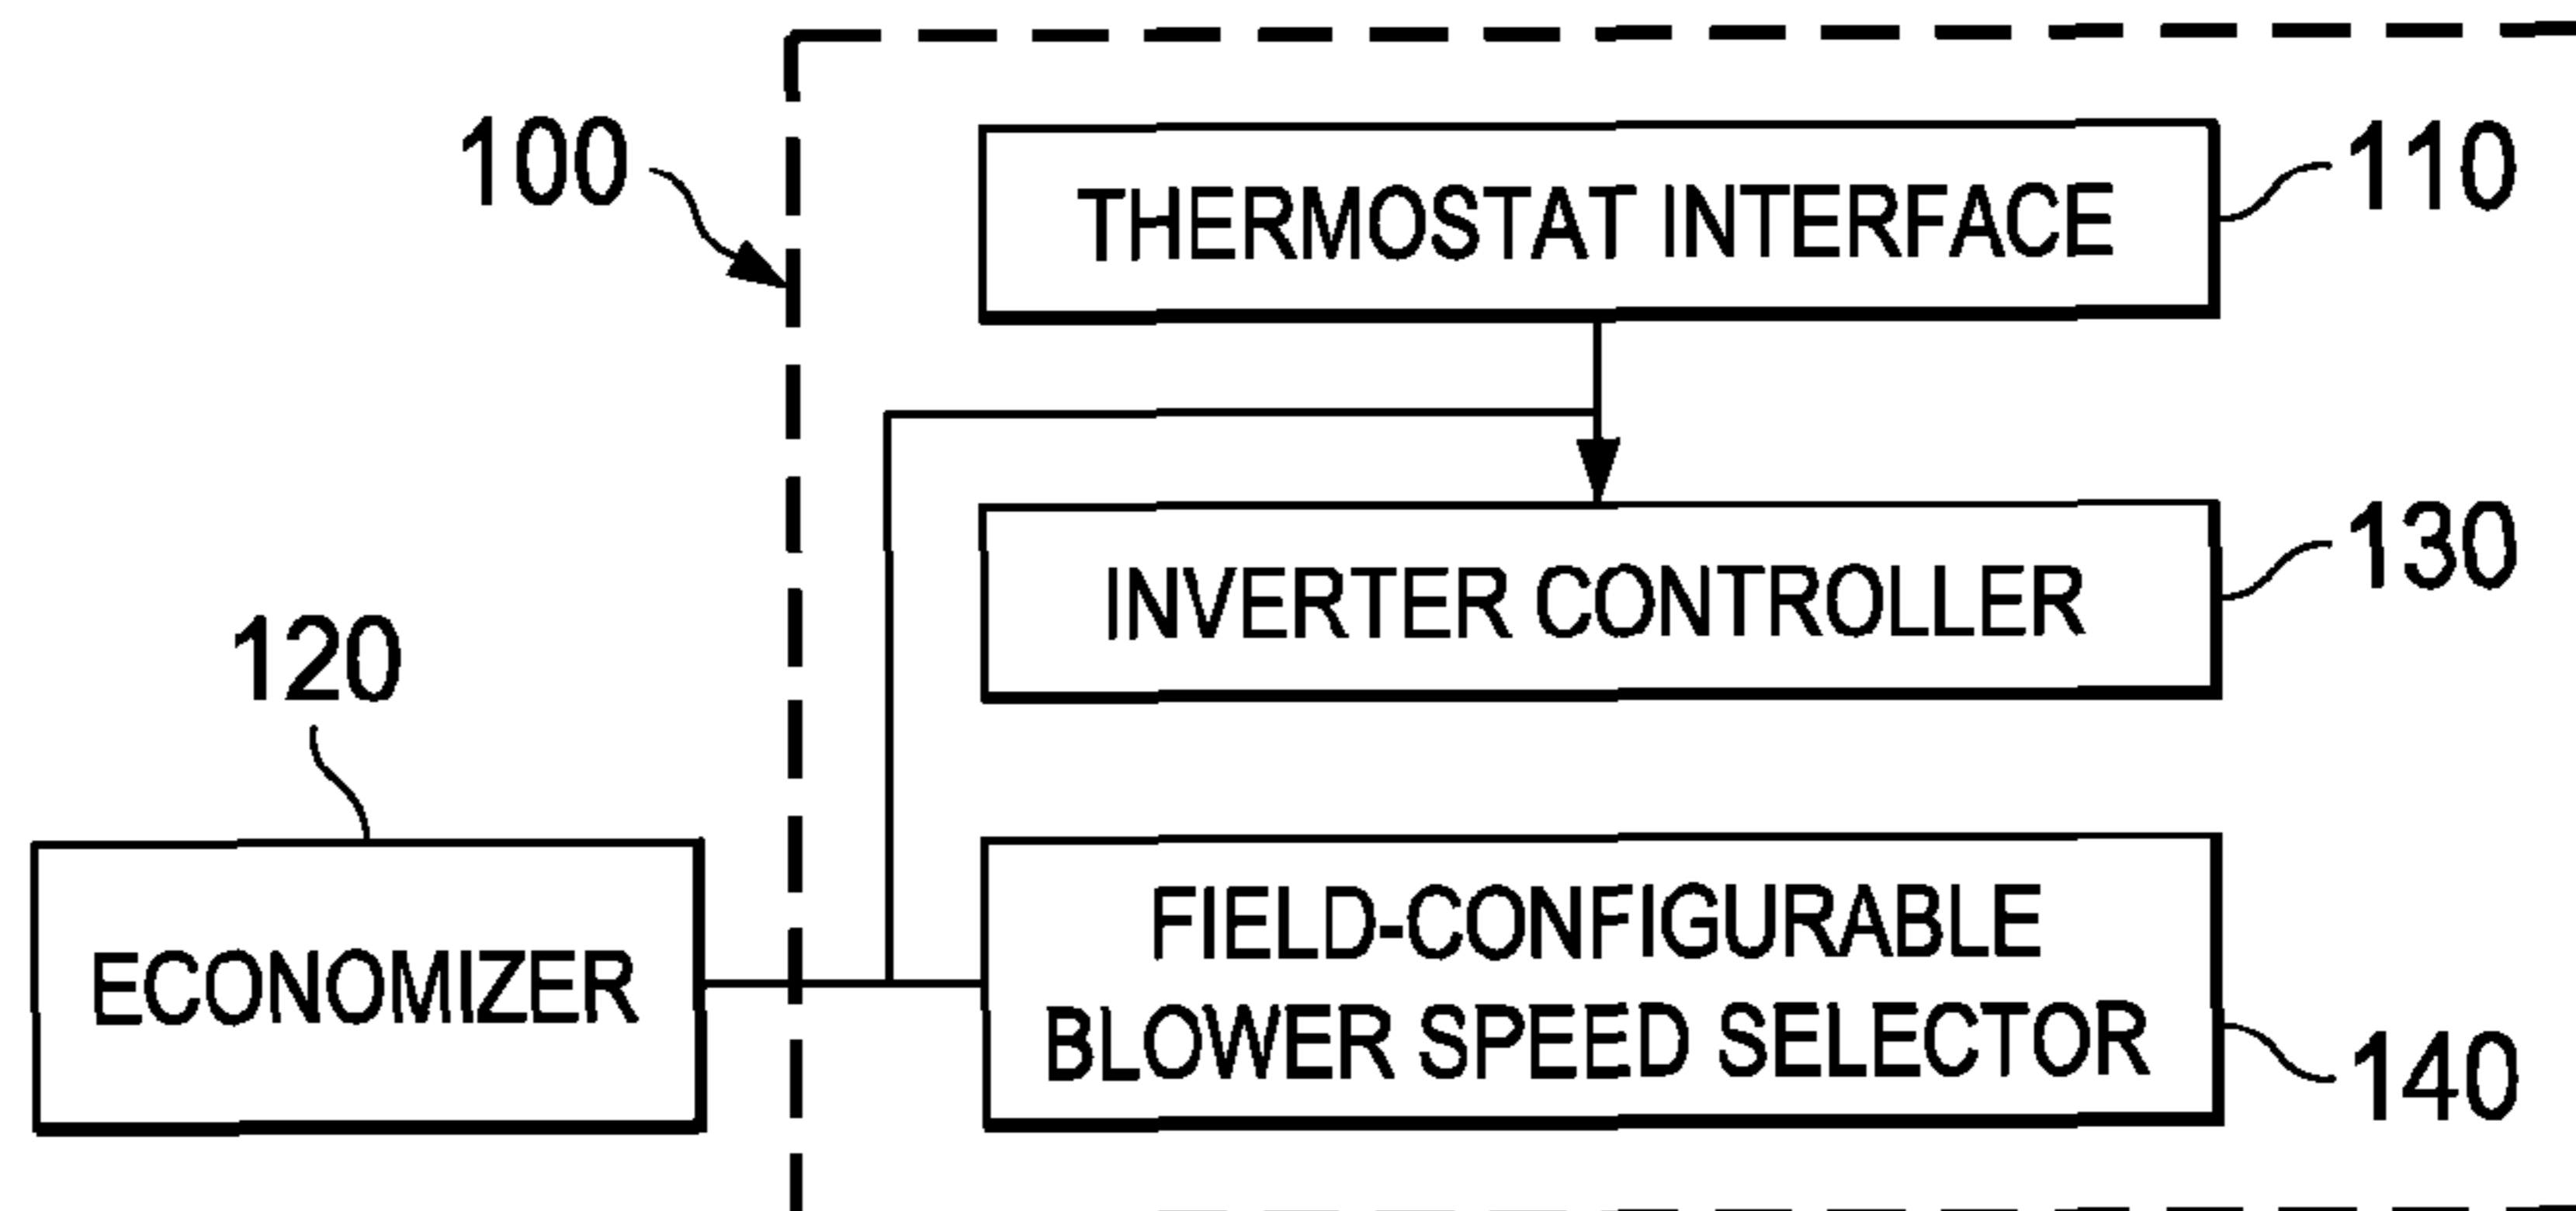 100
THERMOSTAT INTERFACE
110
INVERTER CONTROLLER
130
120
ECONOMIZER
FIELD-CONFIGURABLE
BLOWER SPEED SELECTOR
140